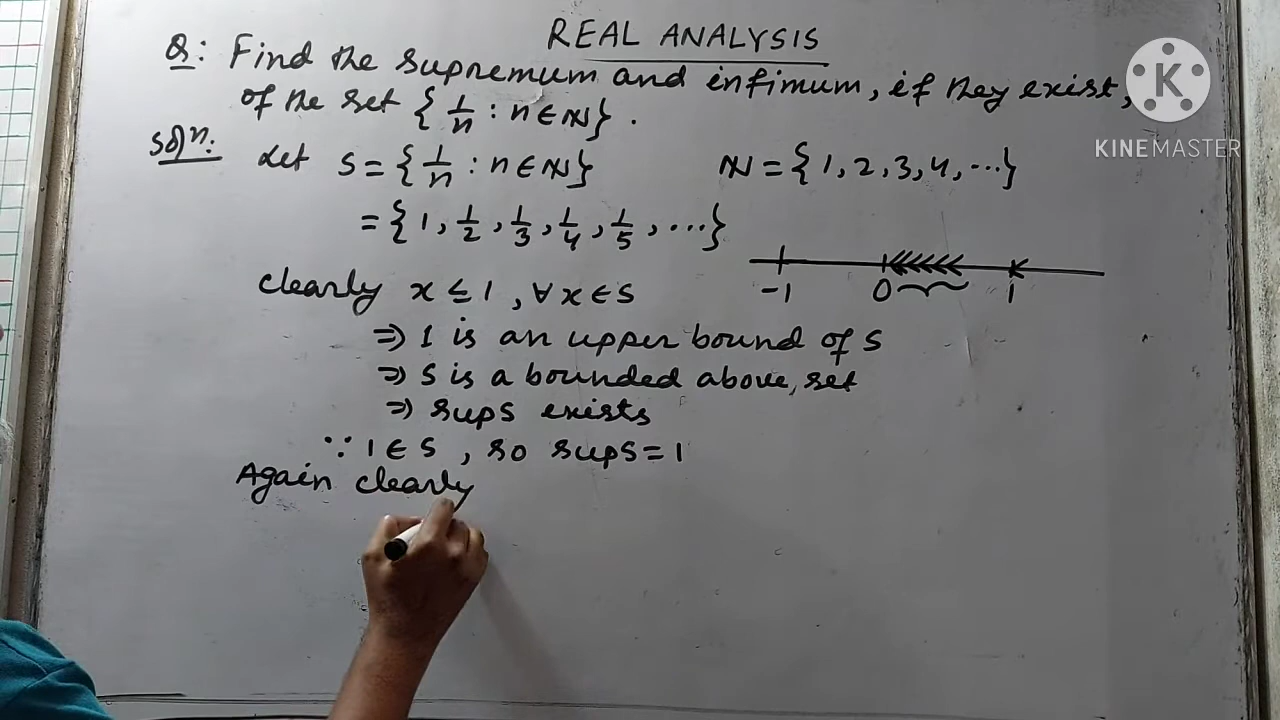 REAL ANALYSIS
Q: Find the supremum and infimum, if they exist,
of the set {1/n : n ∈ ℕ}.
Solⁿ: Let S = {1/n : n ∈ ℕ} ℕ = {1, 2, 3, 4, ...}
= {1, 1/2, 1/3, 1/4, 1/5, ...}
-1 0 1
Clearly x ≤ 1, ∀ x ∈ S
⇒ 1 is an upper bound of S
⇒ S is a bounded above, set
⇒ sup S exists
∵ 1 ∈ S, so sup S = 1
Again clearly
K
KINEMASTER